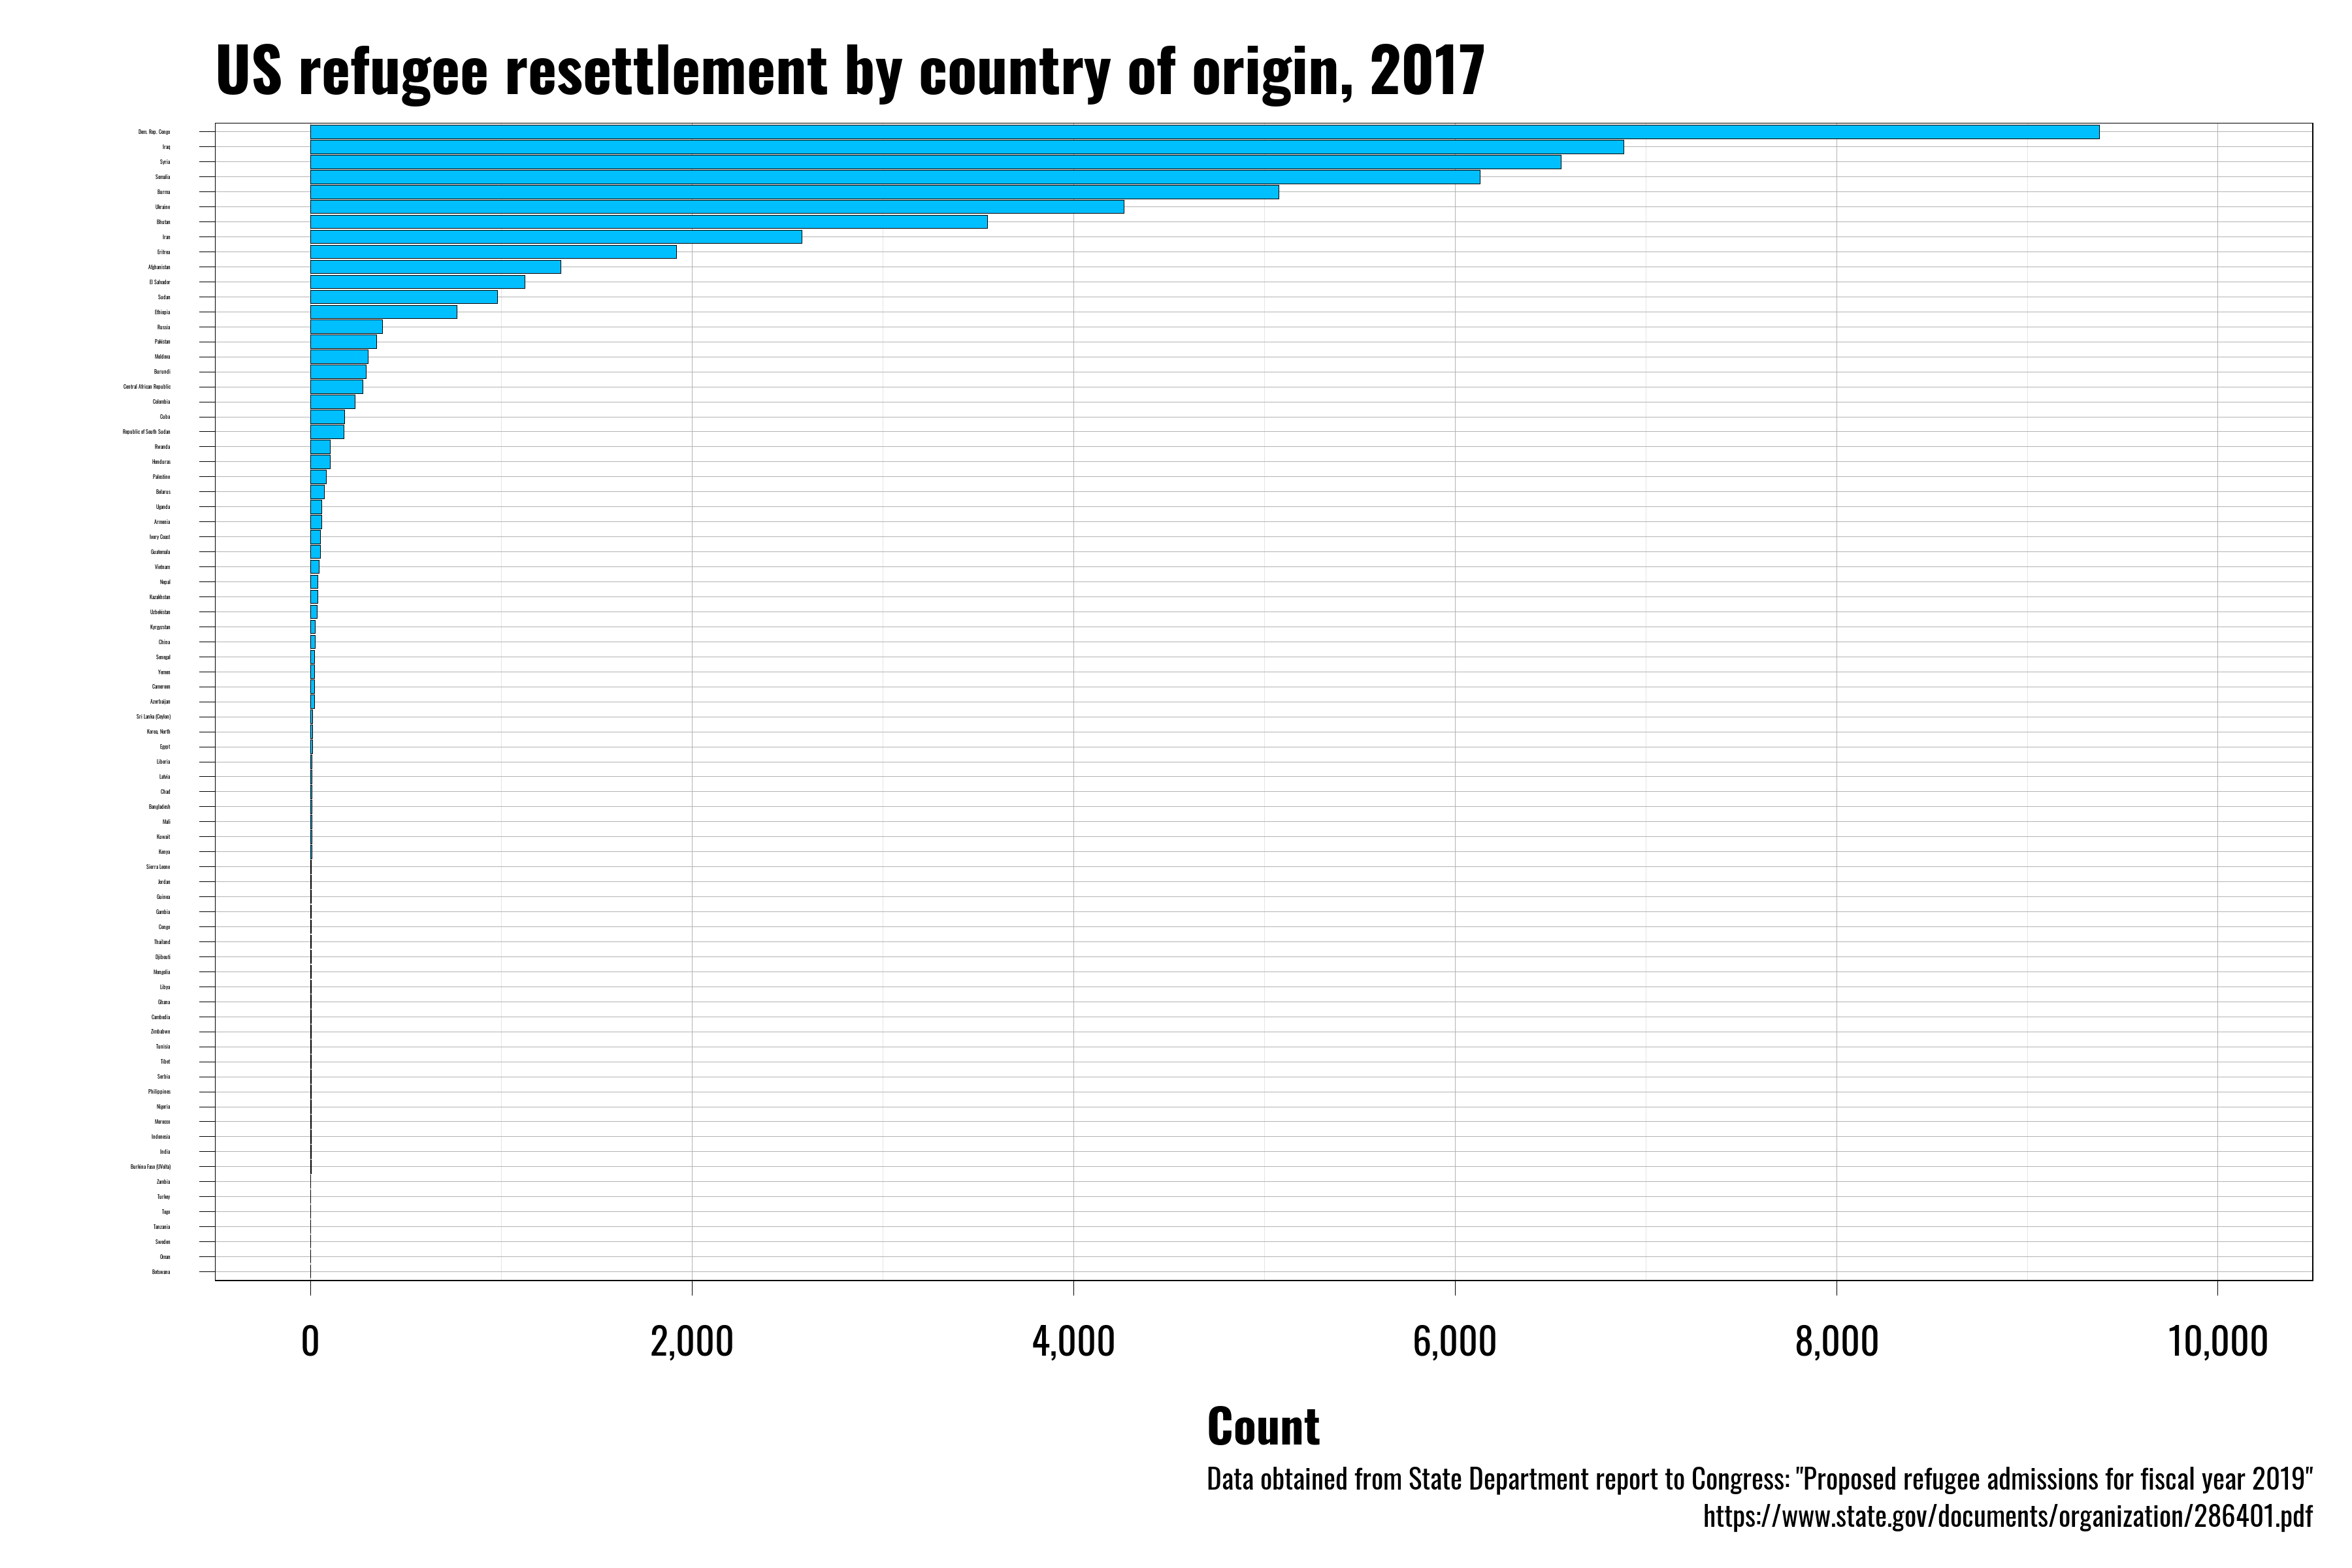 US refugee resettlement by country of origin, 2017
Dem. Rep. Congo
Iraq
Syria
Somalia
Burma
Ukraine
Bhutan
Iran
Eritrea
Afghanistan
El Salvador
Sudan
Ethiopia
Russia
Pakistan
Moldova
Burundi
Central African Republic
Colombia
Cuba
Republic of South Sudan
Rwanda
Honduras
Palestine
Belarus
Uganda
Armenia
Ivory Coast
Guatemala
Vietnam
Nepal
Kazakhstan
Uzbekistan
Kyrgyzstan
China
Senegal
Yemen
Cameroon
Azerbaijan
Sri Lanka (Ceylon)
Korea, North
Egypt
Liberia
Latvia
Chad
Bangladesh
Mali
Kuwait
Kenya
Sierra Leone
Jordan
Guinea
Gambia
Congo
Thailand
Djibouti
Mongolia
Libya
Ghana
Cambodia
Zimbabwe
Tunisia
Tibet
Serbia
Philippines
Nigeria
Morocco
Indonesia
India
Burkina Faso (UVolta)
Zambia
Turkey
Togo
Tanzania
Sweden
Oman
Botswana
0 2,000 4,000 6,000 8,000 10,000
Count
Data obtained from State Department report to Congress: "Proposed refugee admissions for fiscal year 2019"
https://www.state.gov/documents/organization/286401.pdf